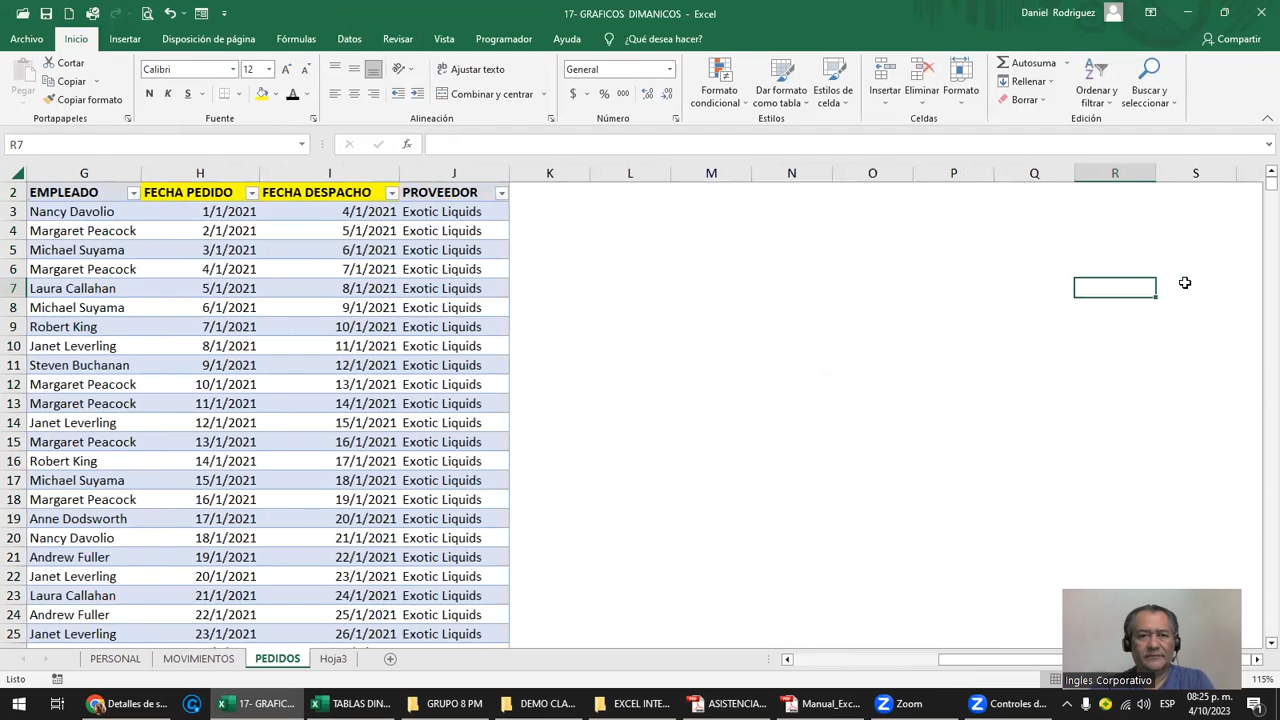 17- GRAFICOS DIMANICOS - Excel
Daniel Rodriguez
Archivo Inicio Insertar Disposición de página Fórmulas Datos Revisar Vista Programador Ayuda ¿Qué desea hacer? Compartir
Pegar
Cortar
Copiar
Copiar formato
Portapapeles
Calibri 12
N K S
Fuente
Ajustar texto
Combinar y centrar
Alineación
General
$ % 000
Número
Formato condicional
Dar formato como tabla
Estilos de celda
Estilos
Insertar Eliminar Formato
Celdas
Autosuma
Rellenar
Borrar
Ordenar y filtrar
Buscar y seleccionar
Edición
R7 fx
G H I J K L M N O P Q R S
2 EMPLEADO FECHA PEDIDO FECHA DESPACHO PROVEEDOR
3 Nancy Davolio 1/1/2021 4/1/2021 Exotic Liquids
4 Margaret Peacock 2/1/2021 5/1/2021 Exotic Liquids
5 Michael Suyama 3/1/2021 6/1/2021 Exotic Liquids
6 Margaret Peacock 4/1/2021 7/1/2021 Exotic Liquids
7 Laura Callahan 5/1/2021 8/1/2021 Exotic Liquids
8 Michael Suyama 6/1/2021 9/1/2021 Exotic Liquids
9 Robert King 7/1/2021 10/1/2021 Exotic Liquids
10 Janet Leverling 8/1/2021 11/1/2021 Exotic Liquids
11 Steven Buchanan 9/1/2021 12/1/2021 Exotic Liquids
12 Margaret Peacock 10/1/2021 13/1/2021 Exotic Liquids
13 Margaret Peacock 11/1/2021 14/1/2021 Exotic Liquids
14 Janet Leverling 12/1/2021 15/1/2021 Exotic Liquids
15 Margaret Peacock 13/1/2021 16/1/2021 Exotic Liquids
16 Robert King 14/1/2021 17/1/2021 Exotic Liquids
17 Michael Suyama 15/1/2021 18/1/2021 Exotic Liquids
18 Margaret Peacock 16/1/2021 19/1/2021 Exotic Liquids
19 Anne Dodsworth 17/1/2021 20/1/2021 Exotic Liquids
20 Nancy Davolio 18/1/2021 21/1/2021 Exotic Liquids
21 Andrew Fuller 19/1/2021 22/1/2021 Exotic Liquids
22 Janet Leverling 20/1/2021 23/1/2021 Exotic Liquids
23 Laura Callahan 21/1/2021 24/1/2021 Exotic Liquids
24 Andrew Fuller 22/1/2021 25/1/2021 Exotic Liquids
25 Janet Leverling 23/1/2021 26/1/2021 Exotic Liquids
PERSONAL MOVIMIENTOS PEDIDOS Hoja3
Ingles Corporativo
Listo 115%
Detalles de s...
17- GRAFIC...
TABLAS DIN...
GRUPO 8 PM
DEMO CLA...
EXCEL INTE...
ASISTENCIA...
Manual_Exc...
Zoom
Controles d...
ESP
08:25 p. m.
4/10/2023